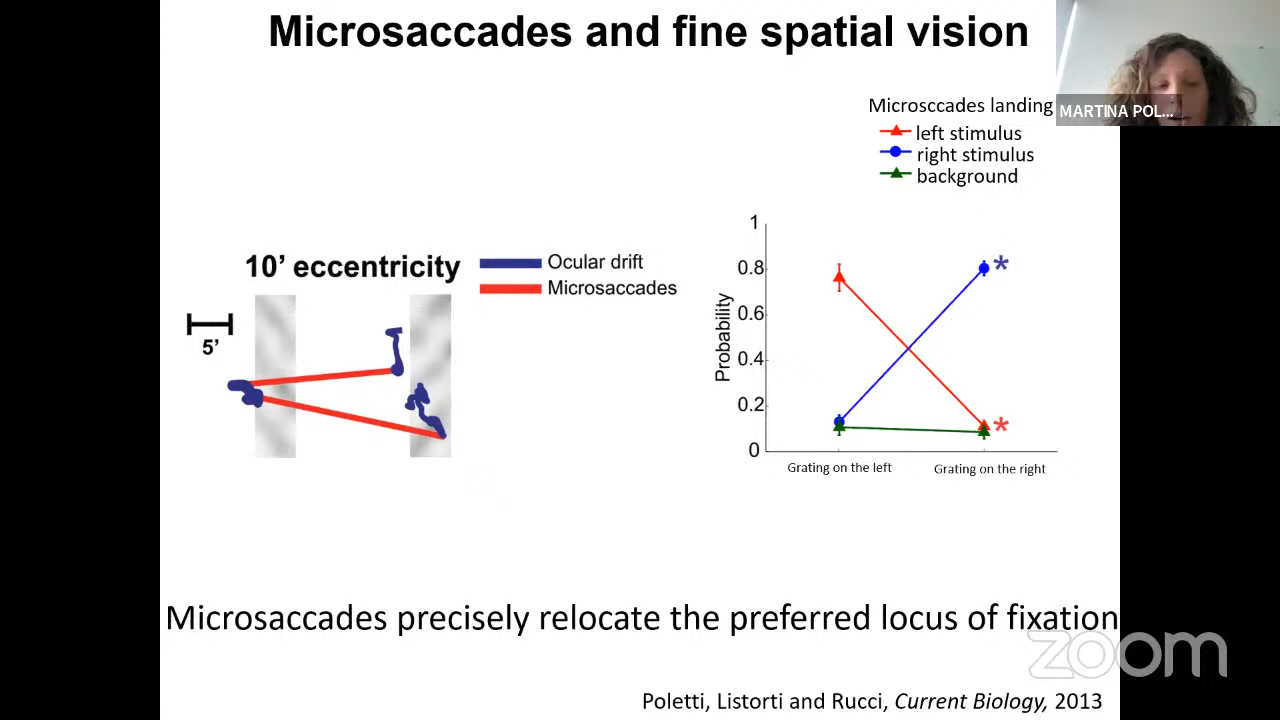 Microsaccades and fine spatial vision
MARTINA POL...
Microsccades landing
left stimulus
right stimulus
background
10’ eccentricity
Ocular drift
Microsaccades
5’
Probability
1
0.8
0.6
0.4
0.2
0
*
*
Grating on the left
Grating on the right
Microsaccades precisely relocate the preferred locus of fixation
zoom
Poletti, Listorti and Rucci, Current Biology, 2013